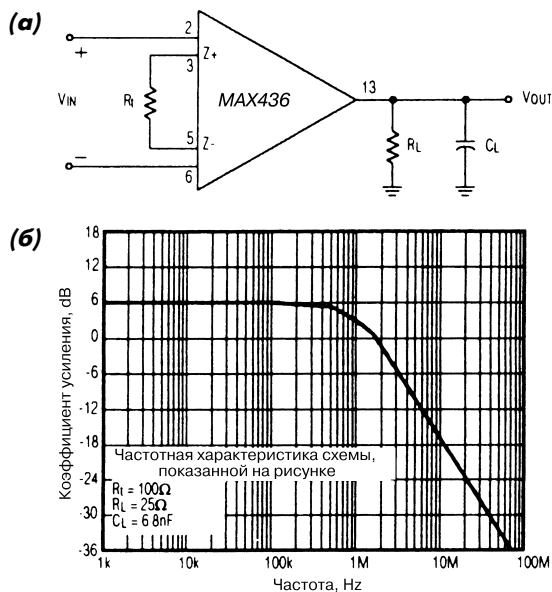 (а)
2
+
3
Z+
VIN
Rt
MAX436
13
VOUT
5
Z-
RL
CL
−
6
(б)
18
12
6
0
-6
-12
-18
-24
-30
-36
Коэффициент усиления, dB
Частотная характеристика схемы,
показанной на рисунке
Rt = 100Ω
RL = 25Ω
CL = 6 8nF
1k
10k
100k
1M
10M
100M
Частота, Hz